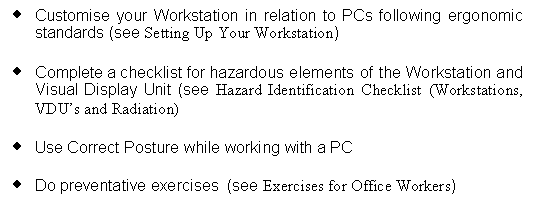 ◆ Customise your Workstation in relation to PCs following ergonomic
standards (see Setting Up Your Workstation)
◆ Complete a checklist for hazardous elements of the Workstation and
Visual Display Unit (see Hazard Identification Checklist (Workstations,
VDU's and Radiation)
◆ Use Correct Posture while working with a PC
◆ Do preventative exercises (see Exercises for Office Workers)